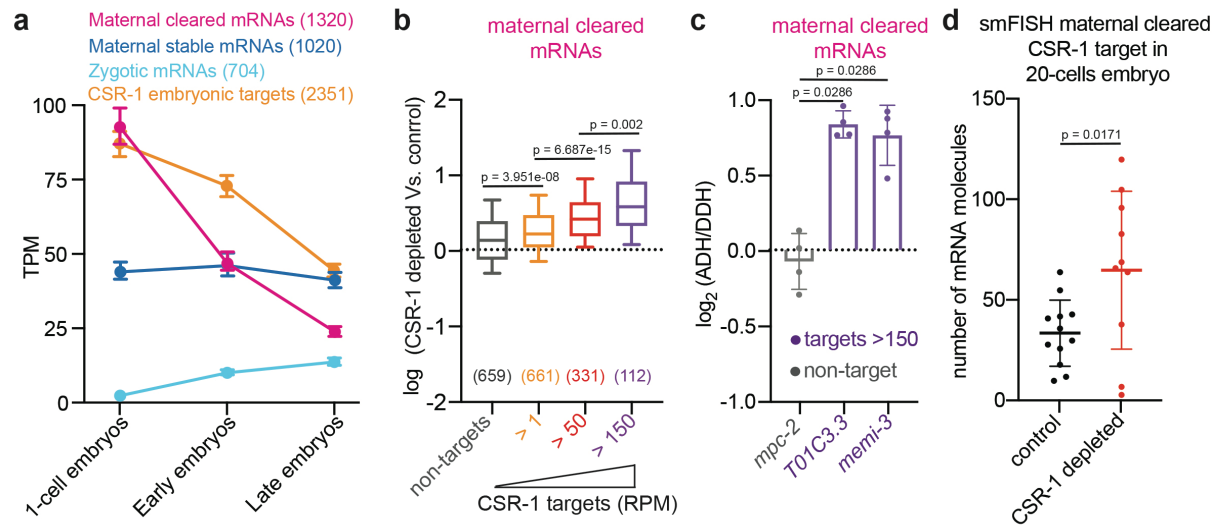 a
Maternal cleared mRNAs (1320)
Maternal stable mRNAs (1020)
Zygotic mRNAs (704)
CSR-1 embryonic targets (2351)
TPM
100
75
50
25
0
1-cell embryos
Early embryos
Late embryos
b
maternal cleared
mRNAs
log (CSR-1 depleted Vs. conrrol)
2
1
0
-1
-2
p = 0.002
p = 6.687e-15
p = 3.951e-08
(659)
(661)
(331)
(112)
non-targets
> 1
> 50
> 150
CSR-1 targets (RPM)
c
maternal cleared
mRNAs
log2 (ADH/DDH)
1.0
0.5
0.0
-0.5
-1.0
p = 0.0286
p = 0.0286
targets >150
non-target
mpc-2
T01C3.3
memi-3
d
smFISH maternal cleared
CSR-1 target in
20-cells embryo
number of mRNA molecules
150
100
50
0
p = 0.0171
control
CSR-1 depleted